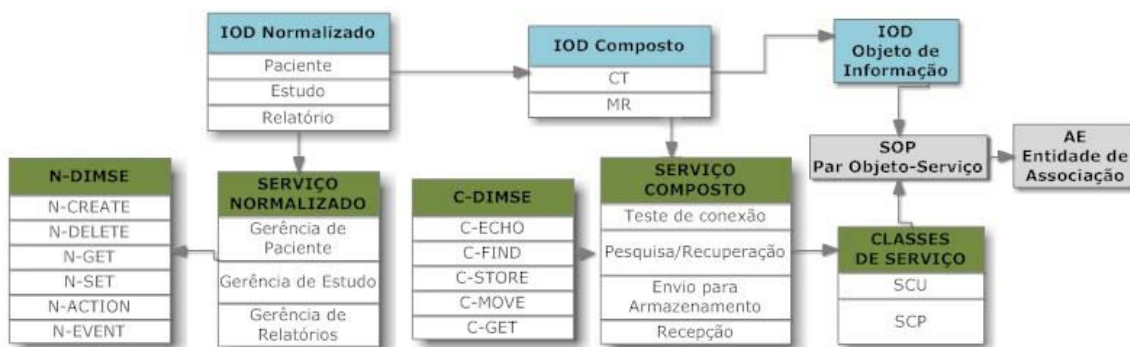 IOD Normalizado
Paciente
Estudo
Relatório
IOD Composto
CT
MR
IOD
Objeto de
Informação
SOP
Par Objeto-Serviço
AE
Entidade de
Associação
N-DIMSE
N-CREATE
N-DELETE
N-GET
N-SET
N-ACTION
N-EVENT
SERVIÇO
NORMALIZADO
Gerência de
Paciente
Gerência de Estudo
Gerência de
Relatórios
C-DIMSE
C-ECHO
C-FIND
C-STORE
C-MOVE
C-GET
SERVIÇO
COMPOSTO
Teste de conexão
Pesquisa/Recuperação
Envio para
Armazenamento
Recepção
CLASSES
DE SERVIÇO
SCU
SCP